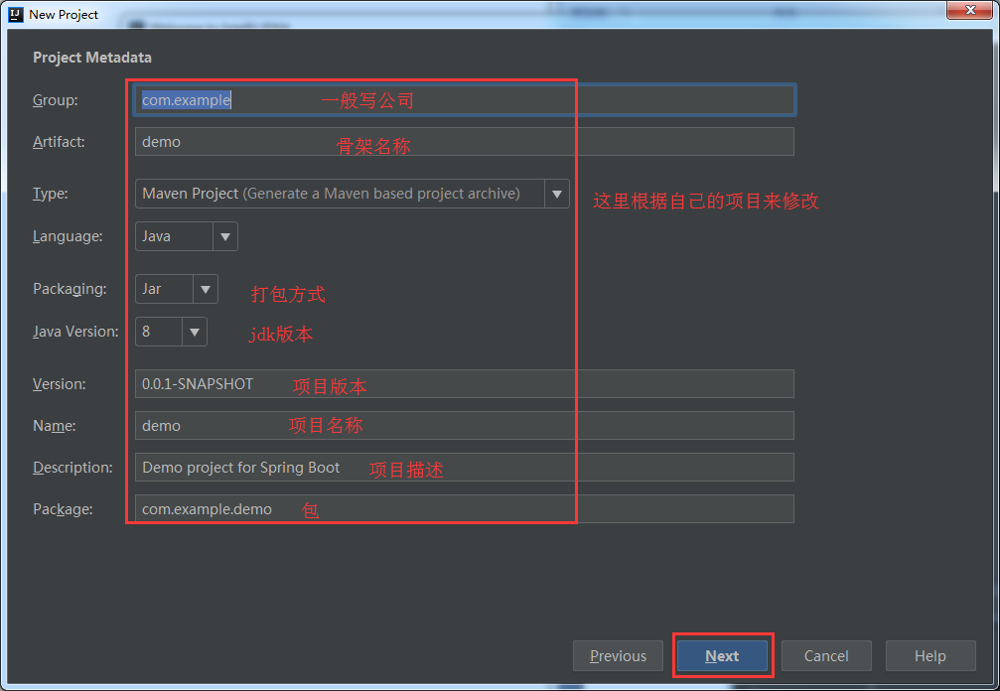 New Project
Project Metadata
Group: com.example 一般写公司
Artifact: demo 骨架名称
Type: Maven Project (Generate a Maven based project archive) 这里根据自己的项目来修改
Language: Java
Packaging: Jar 打包方式
Java Version: 8 jdk版本
Version: 0.0.1-SNAPSHOT 项目版本
Name: demo 项目名称
Description: Demo project for Spring Boot 项目描述
Package: com.example.demo 包
Previous Next Cancel Help